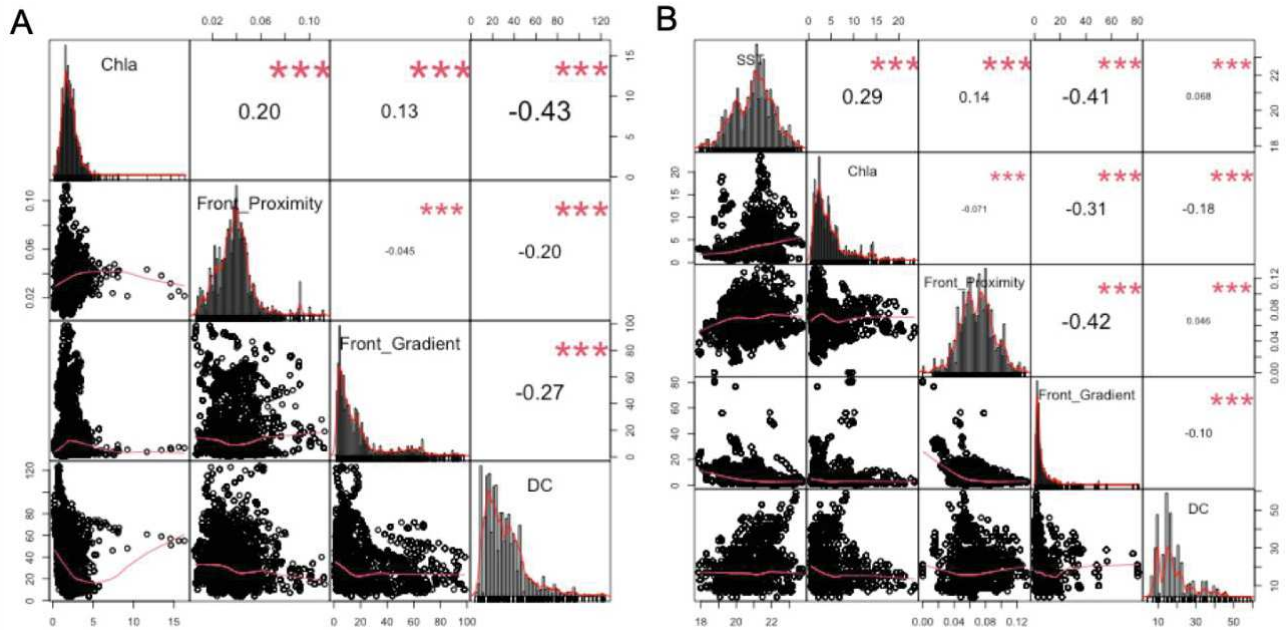 A
0.02 0.06 0.10
0 20 40 60 80 120
Chla
***
0.20
***
0.13
***
-0.43
0 5 10 15
0.02 0.06 0.10
Front_Proximity
***
-0.045
***
-0.20
Front_Gradient
***
-0.27
0 20 40 60 80 100
0 20 40 60 80 120
DC
0 5 10 15
0 20 40 60 80 100
B
0 5 10 15 20
0 20 40 60 80
SST
***
0.29
***
0.14
***
-0.41
***
0.068
18 20 22
0 5 10 15 20
Chla
***
-0.071
***
-0.31
***
-0.18
Front_Proximity
***
-0.42
***
0.046
0.00 0.04 0.08 0.12
0 20 40 60 80
Front_Gradient
***
-0.10
DC
10 30 50
18 20 22
0.00 0.04 0.08 0.12
10 30 50